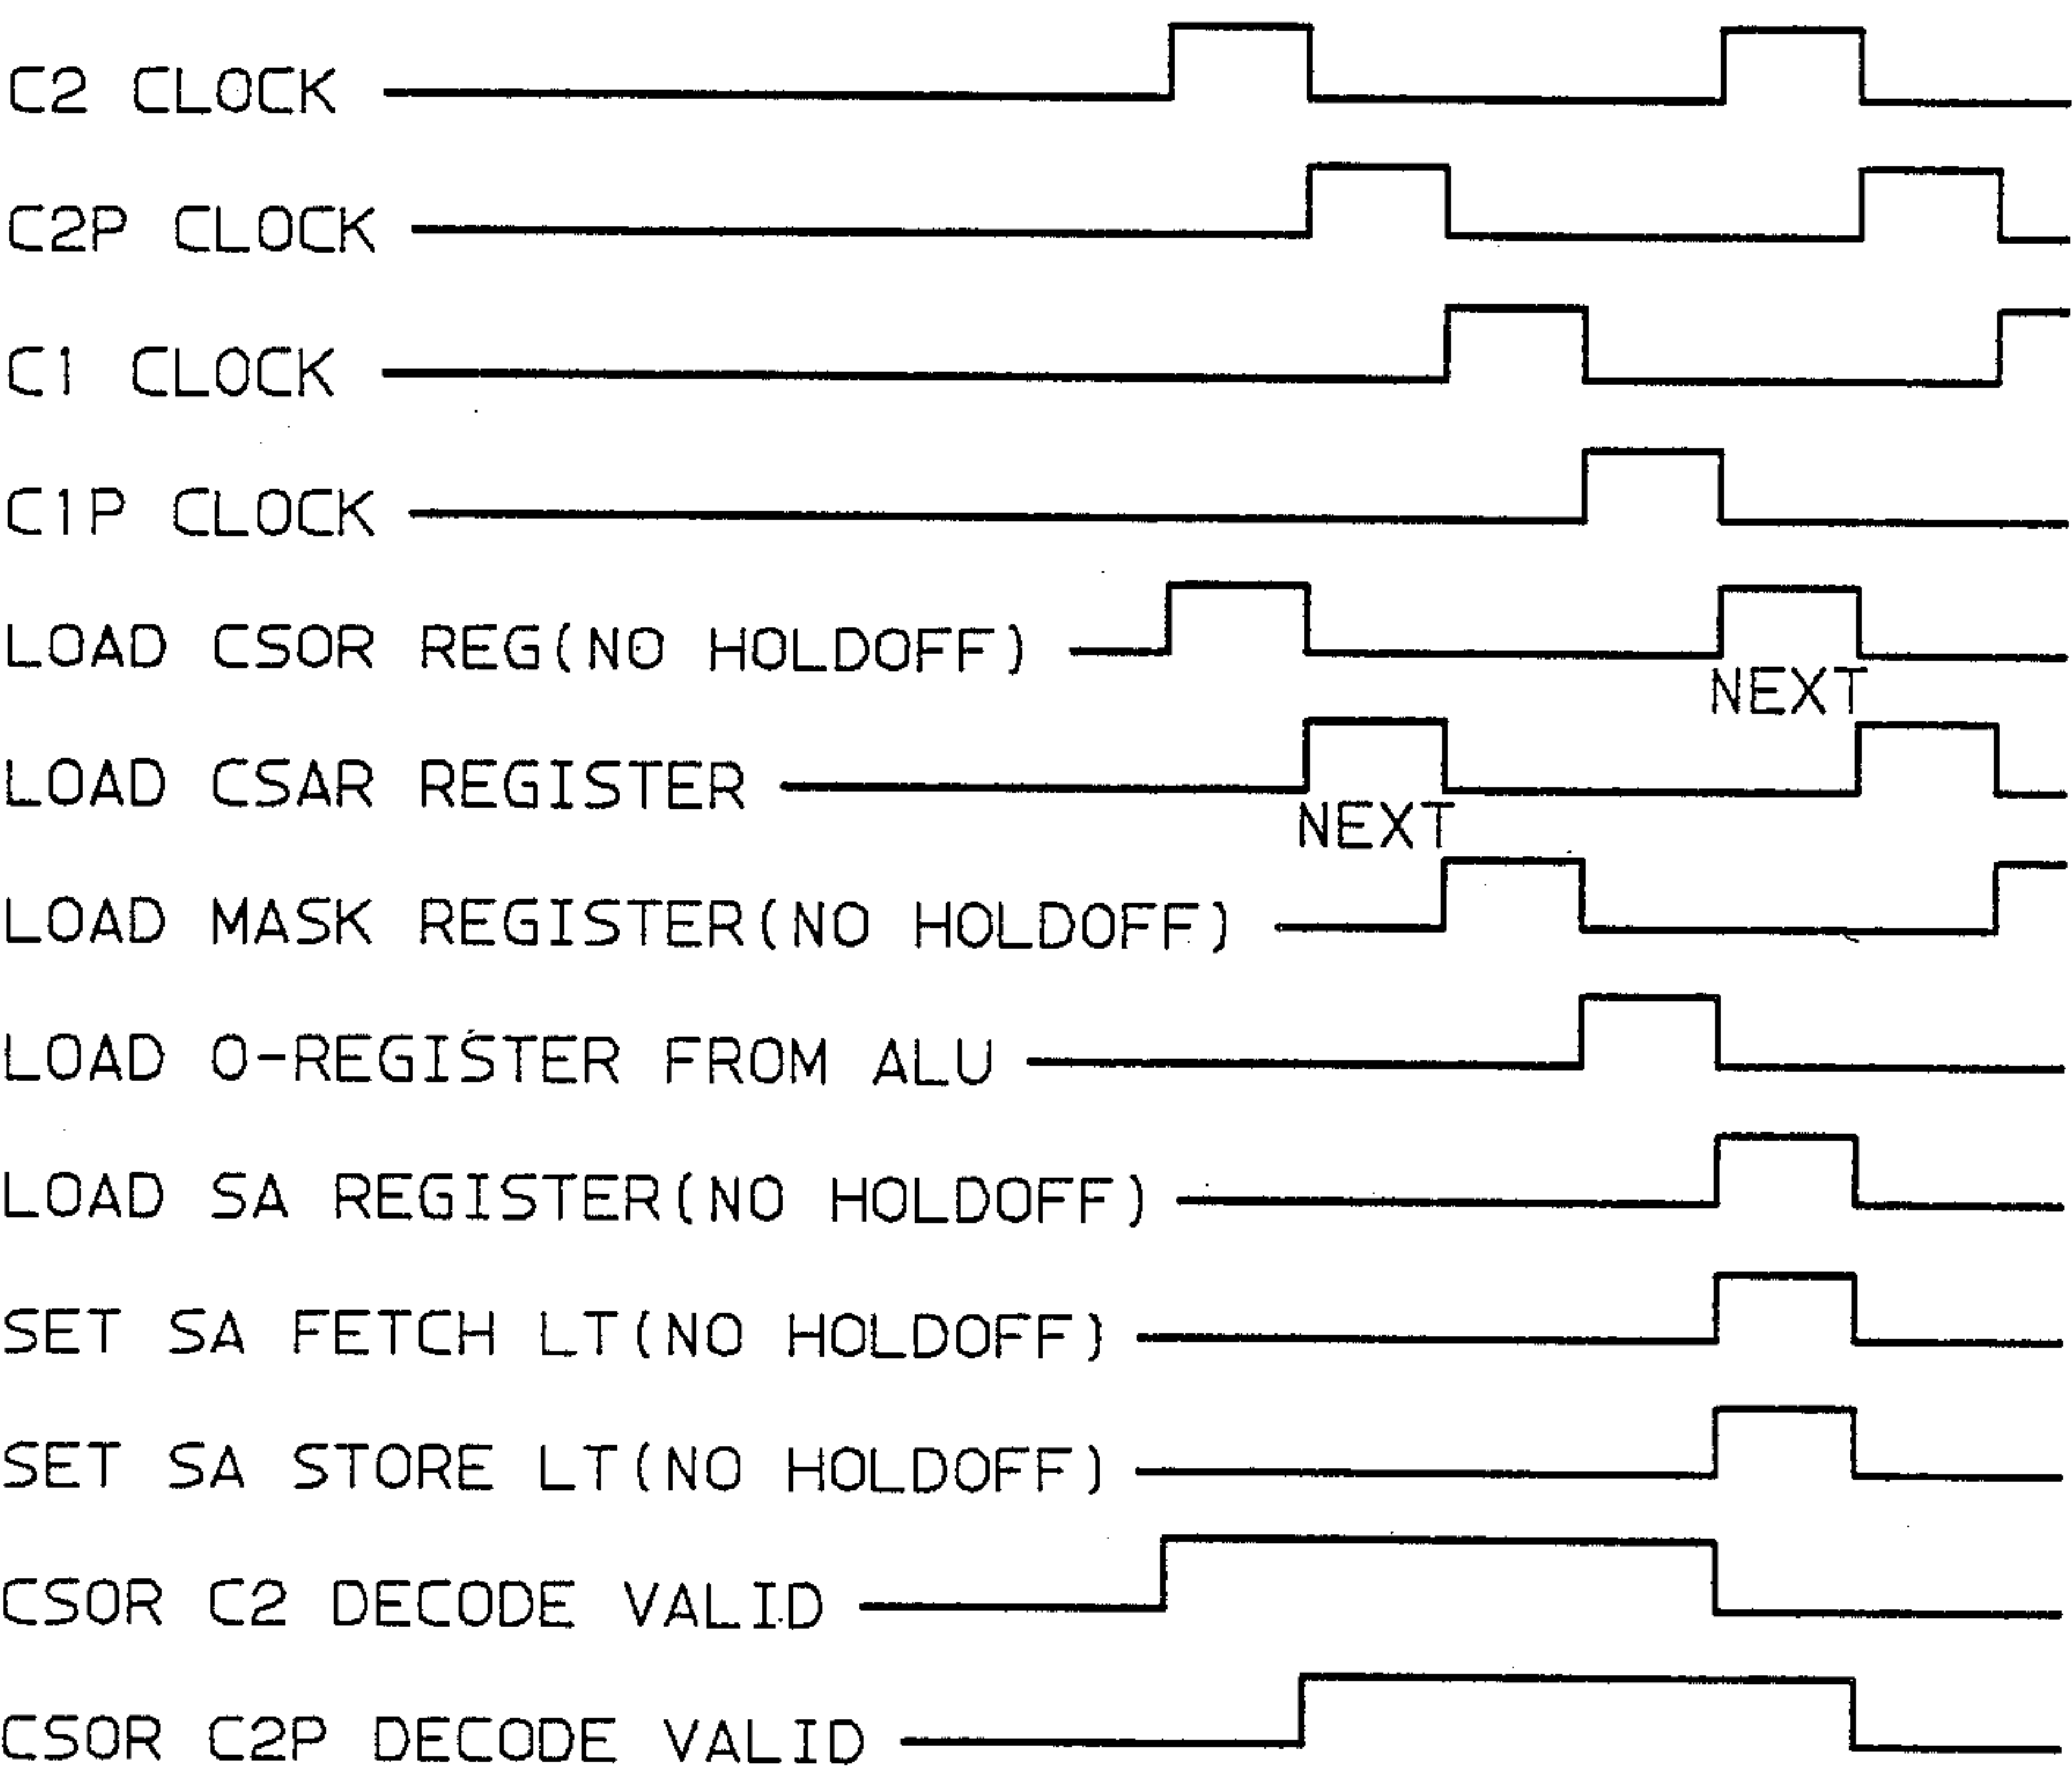 C2 CLOCK
C2P CLOCK
C1 CLOCK
C1P CLOCK
LOAD CSOR REG(NO HOLDOFF)
NEXT
LOAD CSAR REGISTER
NEXT
LOAD MASK REGISTER(NO HOLDOFF)
LOAD O-REGISTER FROM ALU
LOAD SA REGISTER(NO HOLDOFF)
SET SA FETCH LT(NO HOLDOFF)
SET SA STORE LT(NO HOLDOFF)
CSOR C2 DECODE VALID
CSOR C2P DECODE VALID